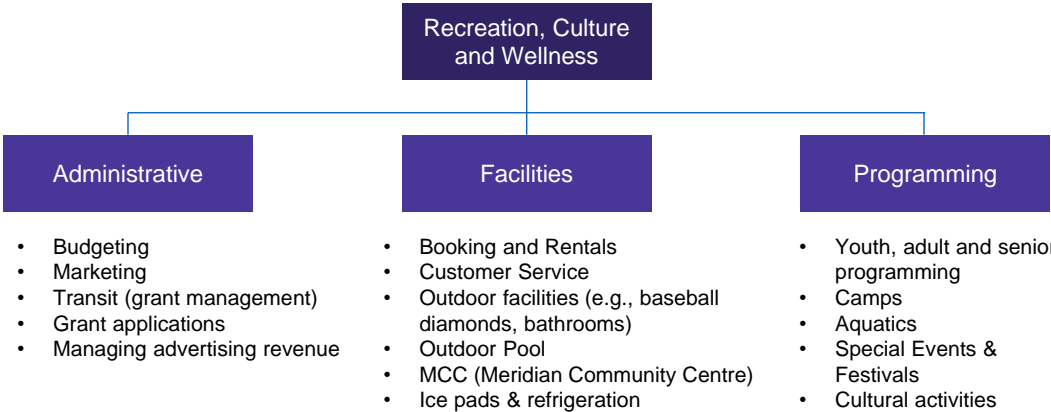 Recreation, Culture
and Wellness
Administrative
Facilities
Programming
• Budgeting
• Marketing
• Transit (grant management)
• Grant applications
• Managing advertising revenue
• Booking and Rentals
• Customer Service
• Outdoor facilities (e.g., baseball
diamonds, bathrooms)
• Outdoor Pool
• MCC (Meridian Community Centre)
• Ice pads & refrigeration
• Youth, adult and senior
programming
• Camps
• Aquatics
• Special Events &
Festivals
• Cultural activities